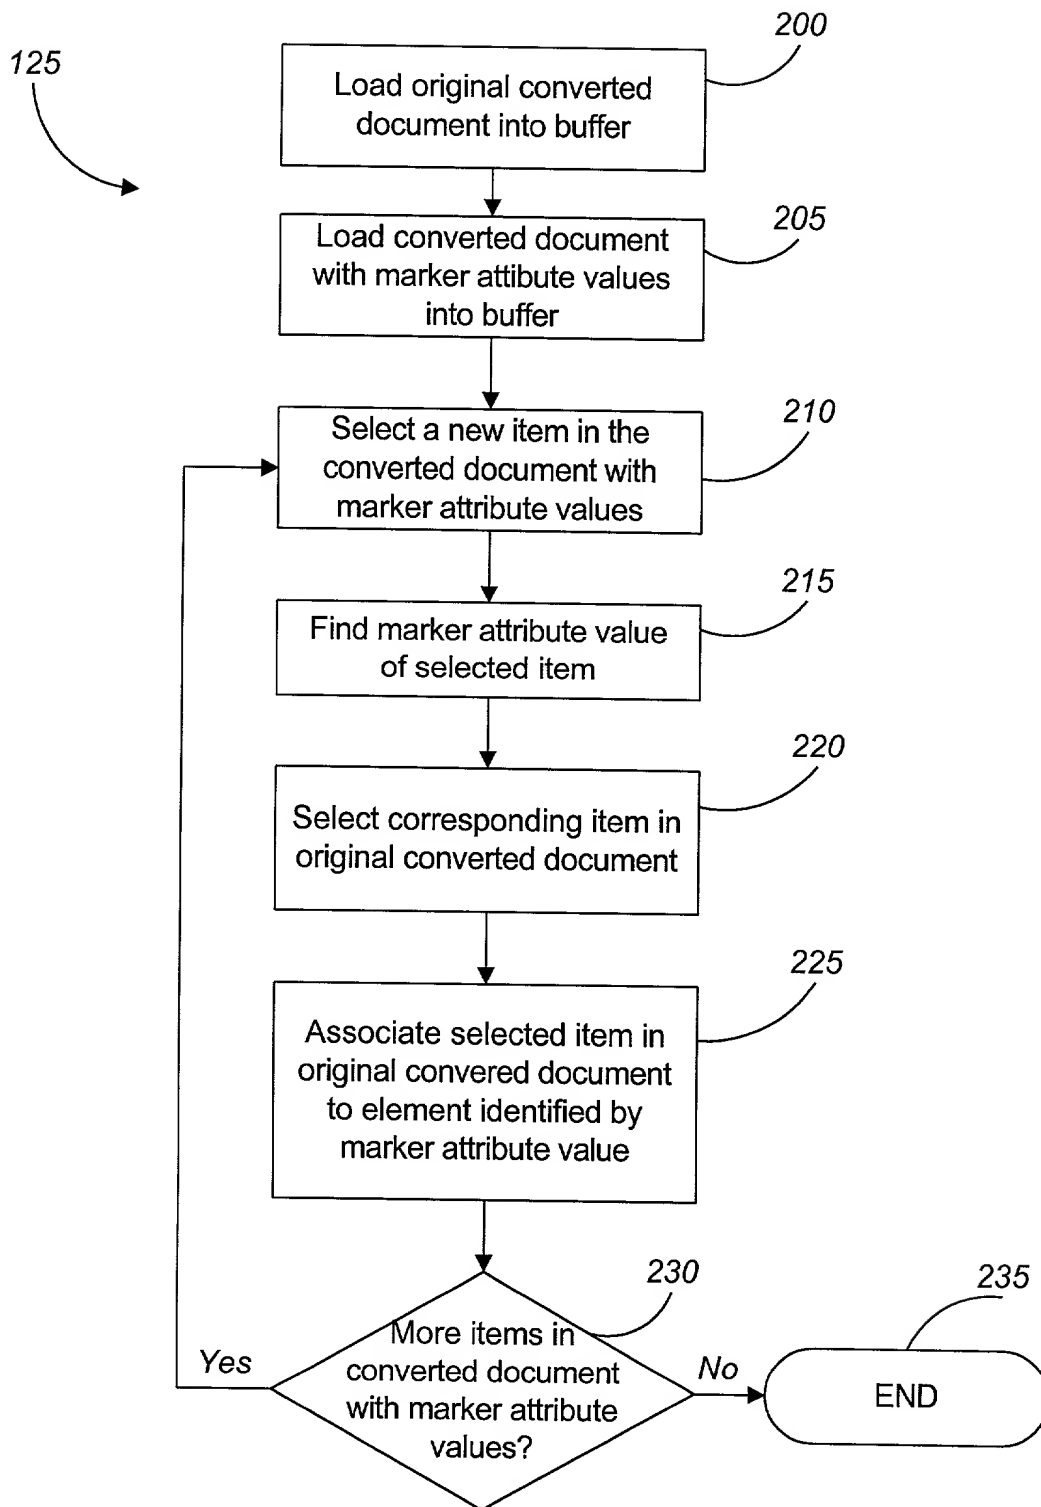 200
125
Load original converted
document into buffer
205
Load converted document
with marker attibute values
into buffer
210
Select a new item in the
converted document with
marker attribute values
215
Find marker attribute value
of selected item
220
Select corresponding item in
original converted document
225
Associate selected item in
original convered document
to element identified by
marker attribute value
230
235
More items in
converted document
with marker attribute
values?
Yes
No
END